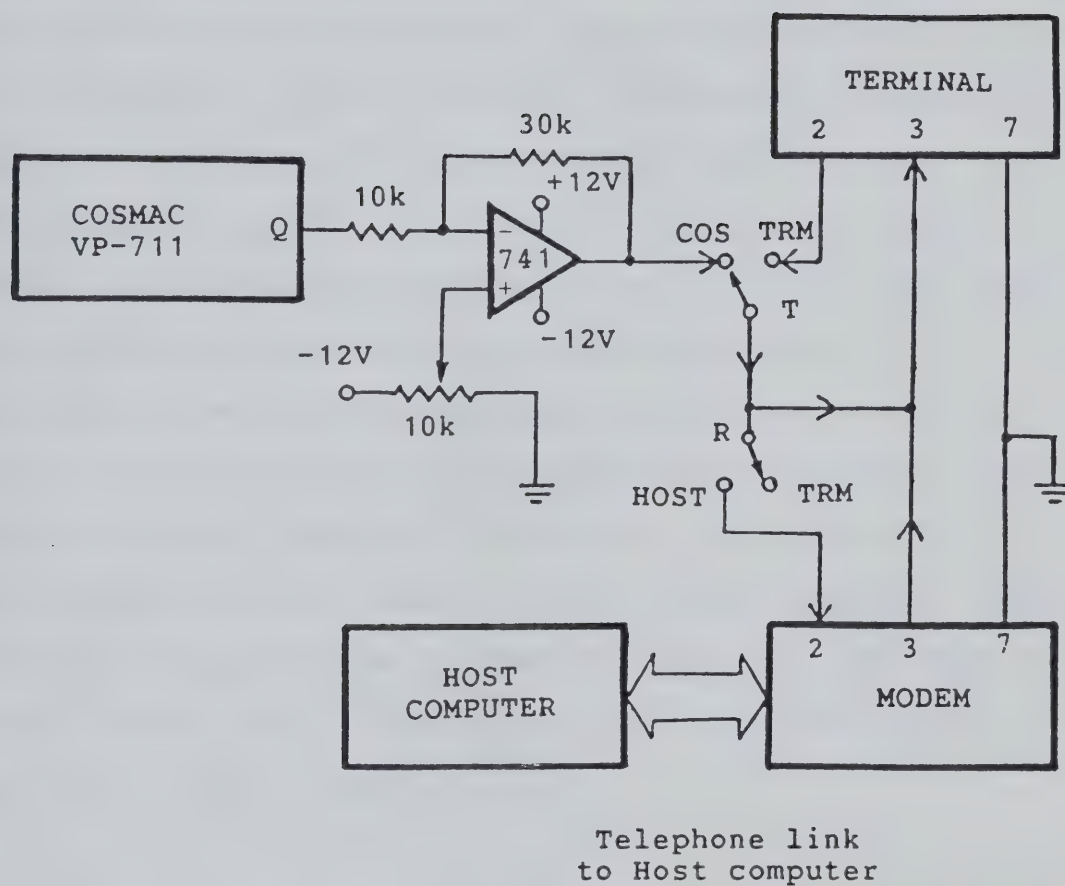 TERMINAL
2 3 7
30k
+12V
10k
COSMAC
VP-711
Q
−
741
+
COS TRM
T
-12V
-12V
10k
R
HOST TRM
2 3 7
HOST
COMPUTER
MODEM
Telephone link
to Host computer